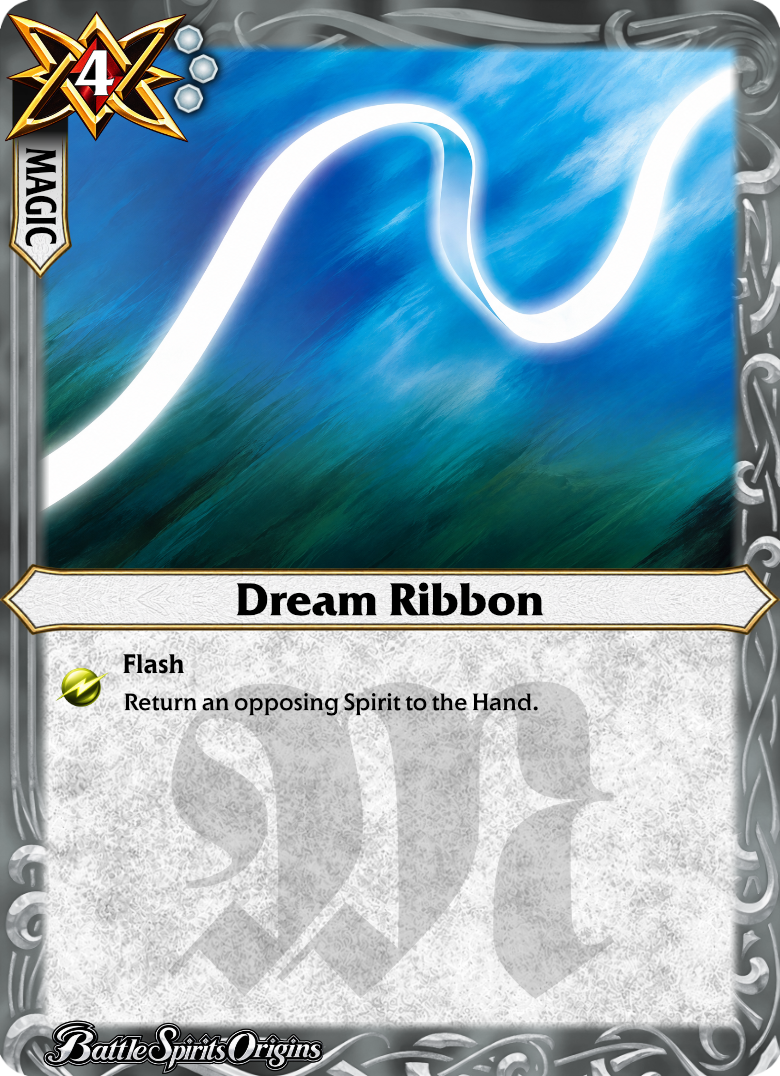 4
MAGIC
Dream Ribbon
Flash
Return an opposing Spirit to the Hand.
M
Battle Spirits Origins